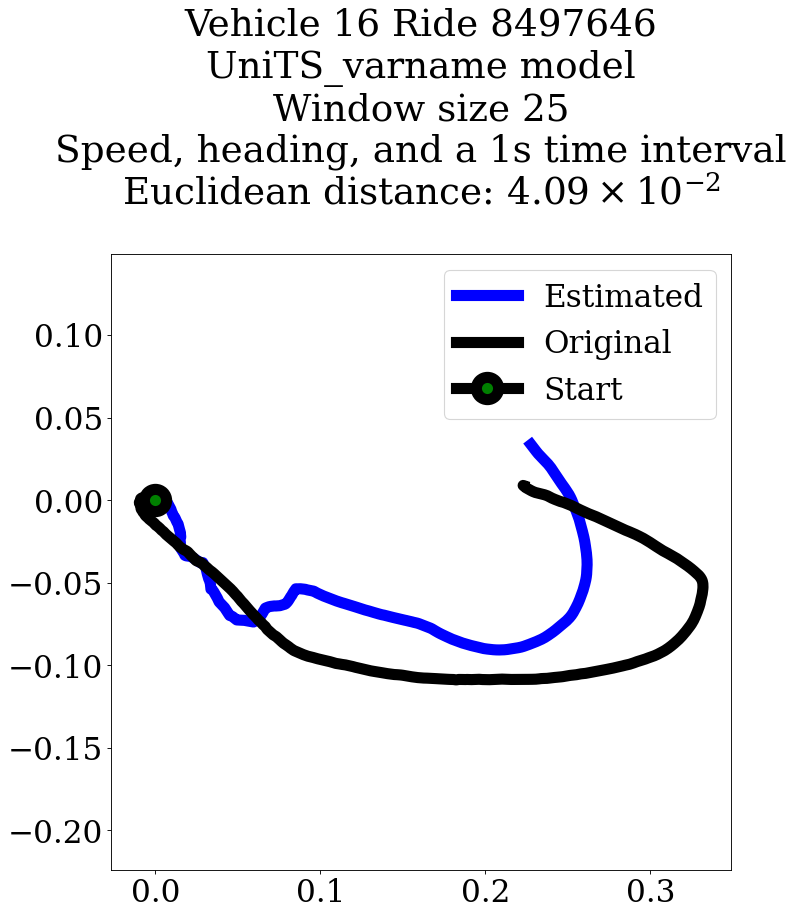 Vehicle 16 Ride 8497646
UniTS_varname model
Window size 25
Speed, heading, and a 1s time interval
Euclidean distance: 4.09 × 10⁻²
Estimated
Original
Start
0.10
0.05
0.00
−0.05
−0.10
−0.15
−0.20
0.0 0.1 0.2 0.3